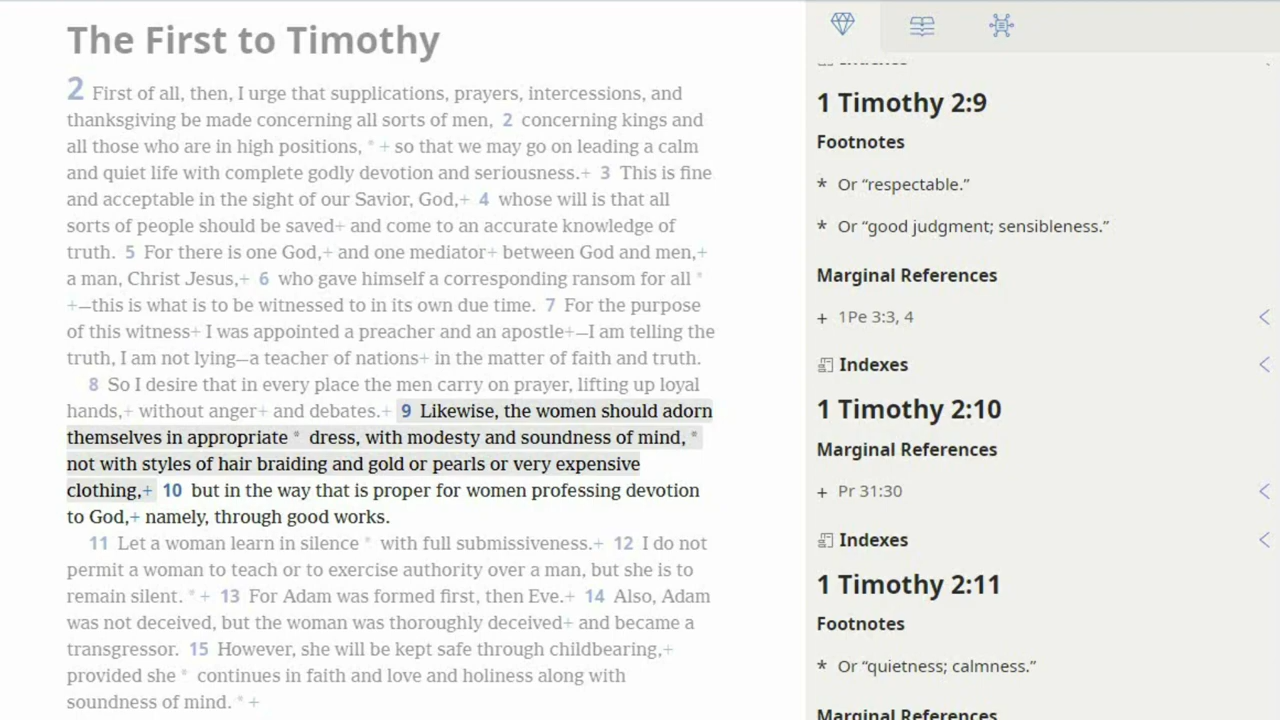 The First to Timothy
2 First of all, then, I urge that supplications, prayers, intercessions, and
thanksgiving be made concerning all sorts of men, 2 concerning kings and
all those who are in high positions, * + so that we may go on leading a calm
and quiet life with complete godly devotion and seriousness.+ 3 This is fine
and acceptable in the sight of our Savior, God,+ 4 whose will is that all
sorts of people should be saved+ and come to an accurate knowledge of
truth. 5 For there is one God,+ and one mediator+ between God and men,+
a man, Christ Jesus,+ 6 who gave himself a corresponding ransom for all *
+—this is what is to be witnessed to in its own due time. 7 For the purpose
of this witness+ I was appointed a preacher and an apostle+—I am telling the
truth, I am not lying—a teacher of nations+ in the matter of faith and truth.
8 So I desire that in every place the men carry on prayer, lifting up loyal
hands,+ without anger+ and debates.+ 9 Likewise, the women should adorn
themselves in appropriate * dress, with modesty and soundness of mind, *
not with styles of hair braiding and gold or pearls or very expensive
clothing,+ 10 but in the way that is proper for women professing devotion
to God,+ namely, through good works.
11 Let a woman learn in silence * with full submissiveness.+ 12 I do not
permit a woman to teach or to exercise authority over a man, but she is to
remain silent. * + 13 For Adam was formed first, then Eve.+ 14 Also, Adam
was not deceived, but the woman was thoroughly deceived+ and became a
transgressor. 15 However, she will be kept safe through childbearing,+
provided she * continues in faith and love and holiness along with
soundness of mind. * +
1 Timothy 2:9
Footnotes
* Or “respectable.”
* Or “good judgment; sensibleness.”
Marginal References
+ 1Pe 3:3, 4
Indexes
1 Timothy 2:10
Marginal References
+ Pr 31:30
Indexes
1 Timothy 2:11
Footnotes
* Or “quietness; calmness.”
Marginal References